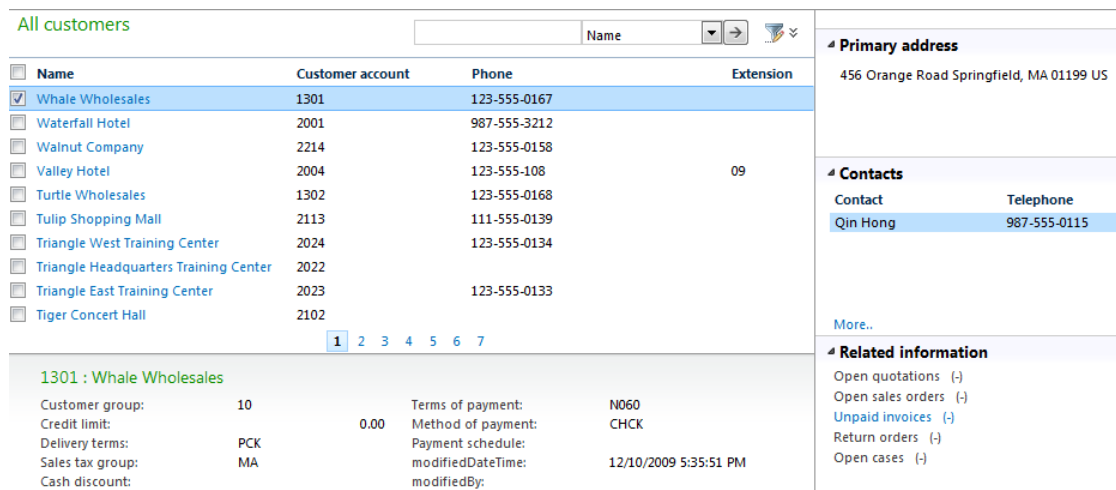 All customers
Name
Name Customer account Phone Extension
Whale Wholesales 1301 123-555-0167
Waterfall Hotel 2001 987-555-3212
Walnut Company 2214 123-555-0158
Valley Hotel 2004 123-555-108 09
Turtle Wholesales 1302 123-555-0168
Tulip Shopping Mall 2113 111-555-0139
Triangle West Training Center 2024 123-555-0134
Triangle Headquarters Training Center 2022
Triangle East Training Center 2023 123-555-0133
Tiger Concert Hall 2102
1 2 3 4 5 6 7
1301 : Whale Wholesales
Customer group: 10 Terms of payment: N060
Credit limit: 0.00 Method of payment: CHCK
Delivery terms: PCK Payment schedule:
Sales tax group: MA modifiedDateTime: 12/10/2009 5:35:51 PM
Cash discount: modifiedBy:
Primary address
456 Orange Road Springfield, MA 01199 US
Contacts
Contact Telephone
Qin Hong 987-555-0115
More..
Related information
Open quotations (-)
Open sales orders (-)
Unpaid invoices (-)
Return orders (-)
Open cases (-)